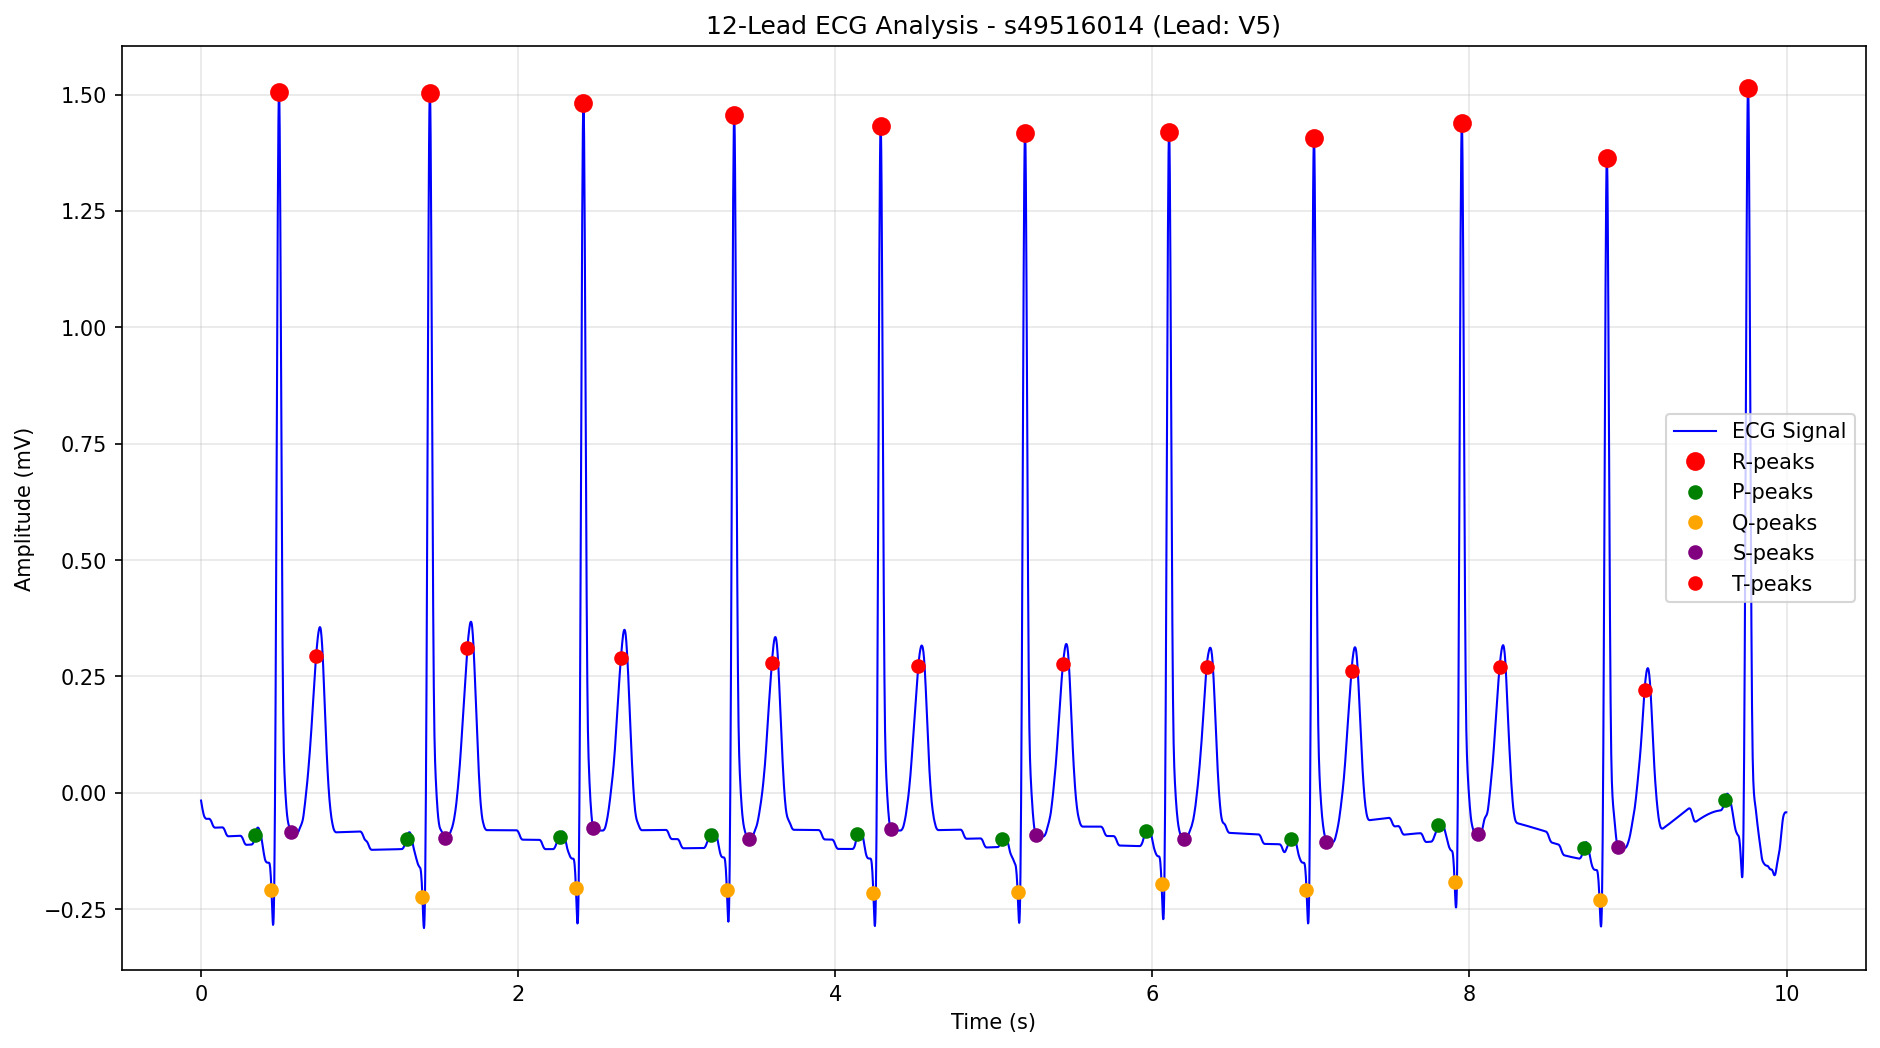 12-Lead ECG Analysis - s49516014 (Lead: V5)
1.50
1.25
1.00
0.75
0.50
0.25
0.00
−0.25
Amplitude (mV)
ECG Signal
R-peaks
P-peaks
Q-peaks
S-peaks
T-peaks
0 2 4 6 8 10
Time (s)